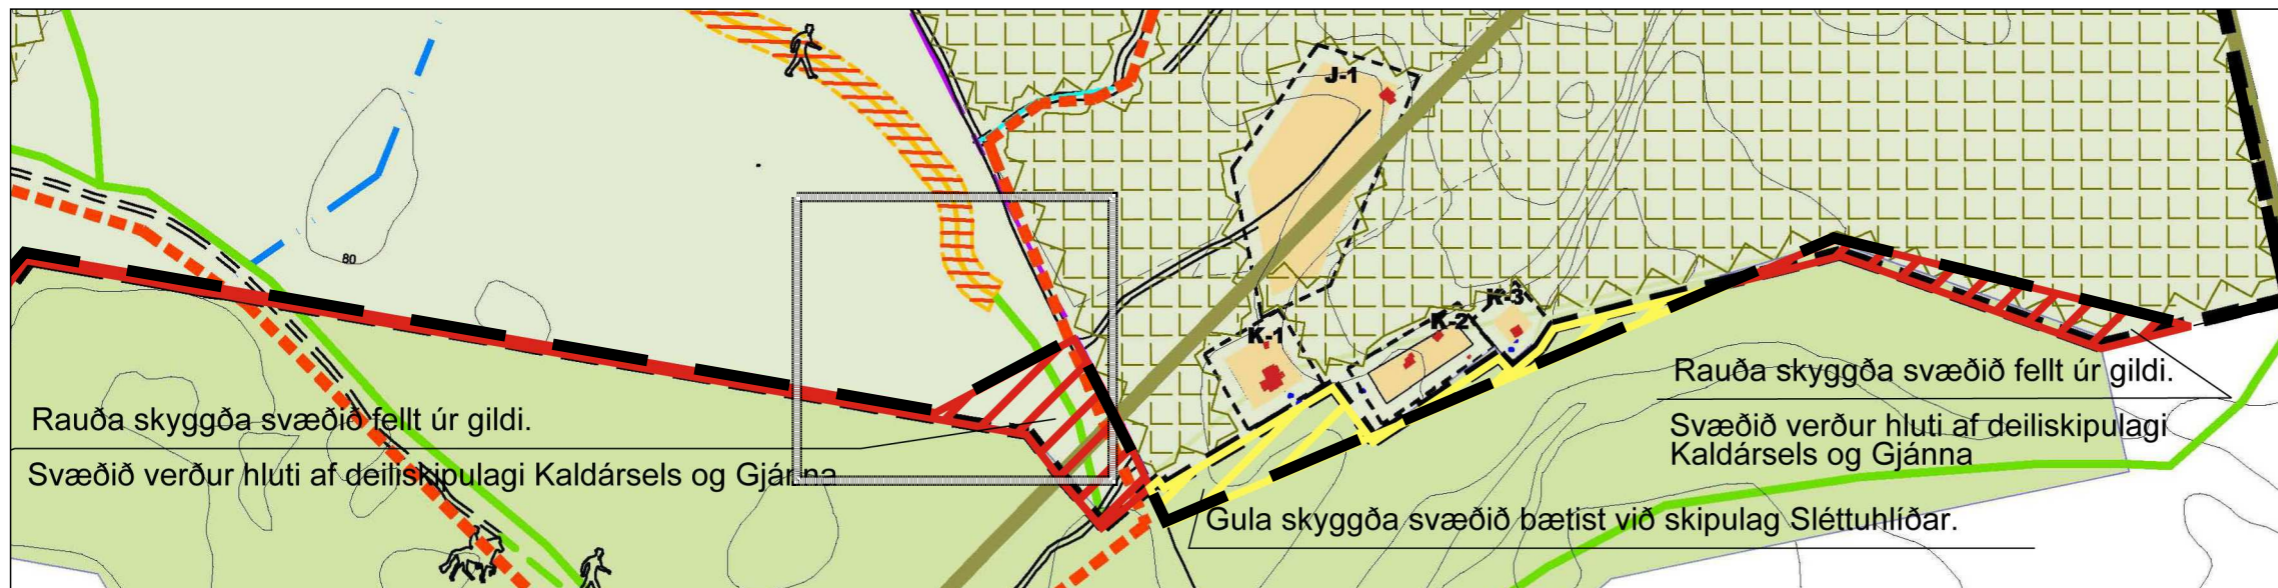 J-1
80
K-3
K-2
K-1
Rauða skyggða svæðið fellt úr gildi.
Svæðið verður hluti af deiliskipulagi Kaldársels og Gjánna
Rauða skyggða svæðið fellt úr gildi.
Svæðið verður hluti af deiliskipulagi
Kaldársels og Gjánna
Gula skyggða svæðið bætist við skipulag Sléttuhlíðar.